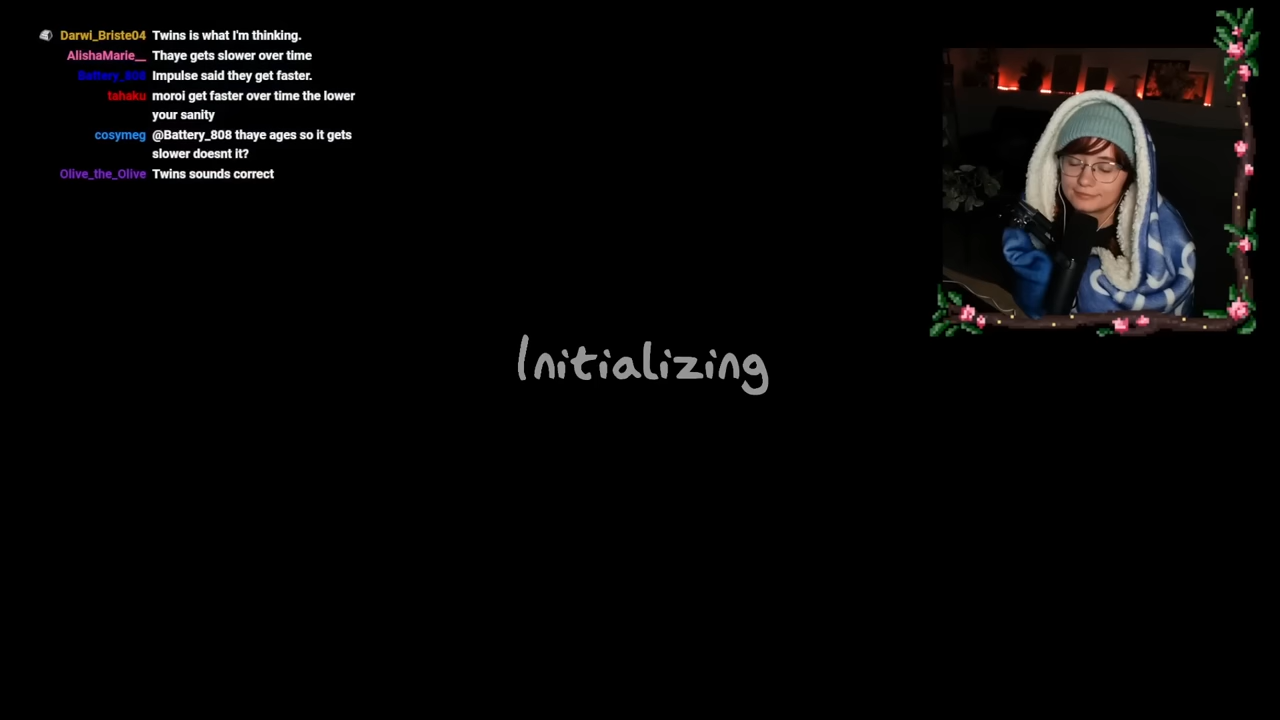 Darwi_Briste04 Twins is what I'm thinking.
AlishaMarie__ Thaye gets slower over time
Battery_808 Impulse said they get faster.
tahaku moroi get faster over time the lower
your sanity
cosymeg @Battery_808 thaye ages so it gets
slower doesnt it?
Olive_the_Olive Twins sounds correct
Initializing